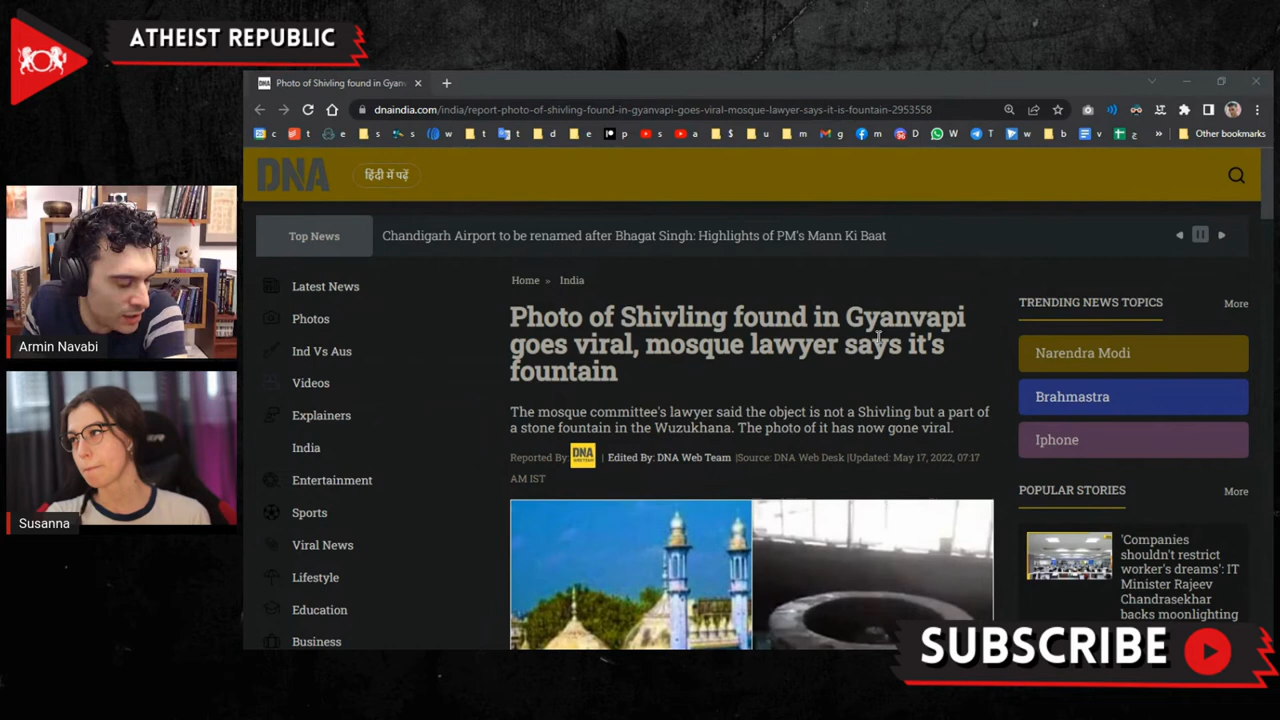 ATHEIST REPUBLIC
Photo of Shivling found in Gyan
dnaindia.com/india/report-photo-of-shivling-found-in-gyanvapi-goes-viral-mosque-lawyer-says-it-is-fountain-2953558
c t e s s w t t d e p s a $ u m g m D W T w b v ج » Other bookmarks
DNA
हिंदी में पढ़ें
Top News
Chandigarh Airport to be renamed after Bhagat Singh: Highlights of PM's Mann Ki Baat
Latest News
Photos
Ind Vs Aus
Videos
Explainers
India
Entertainment
Sports
Viral News
Lifestyle
Education
Business
Home » India
Photo of Shivling found in Gyanvapi
goes viral, mosque lawyer says it's
fountain
The mosque committee's lawyer said the object is not a Shivling but a part of
a stone fountain in the Wuzukhana. The photo of it has now gone viral.
Reported By: DNA WEB TEAM | Edited By: DNA Web Team |Source: DNA Web Desk |Updated: May 17, 2022, 07:17
AM IST
TRENDING NEWS TOPICS
More
Narendra Modi
Brahmastra
Iphone
POPULAR STORIES
More
'Companies
shouldn't restrict
worker's dreams': IT
Minister Rajeev
Chandrasekhar
backs moonlighting
Armin Navabi
Susanna
SUBSCRIBE